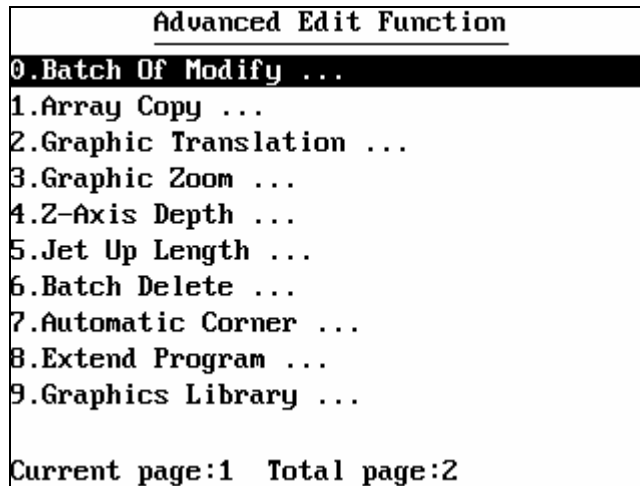 Advanced Edit Function
0.Batch Of Modify ...
1.Array Copy ...
2.Graphic Translation ...
3.Graphic Zoom ...
4.Z-Axis Depth ...
5.Jet Up Length ...
6.Batch Delete ...
7.Automatic Corner ...
8.Extend Program ...
9.Graphics Library ...
Current page:1 Total page:2